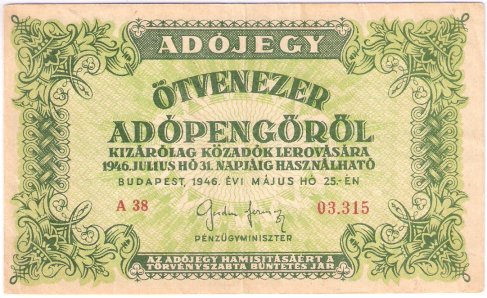 ADÓJEGY
ÖTVENEZER
ADÓPENGŐRŐL
KIZÁRÓLAG KÖZADÓK LEROVÁSÁRA
1946. JULIUS HÓ 31. NAPJÁIG HASZNÁLHATÓ
BUDAPEST, 1946. ÉVI MÁJUS HÓ 25.-ÉN
A 38
03.315
PÉNZÜGYMINISZTER
AZ ADÓJEGY HAMISITÁSÁÉRT A
TÖRVÉNYSZABTA BÜNTETÉS JÁR